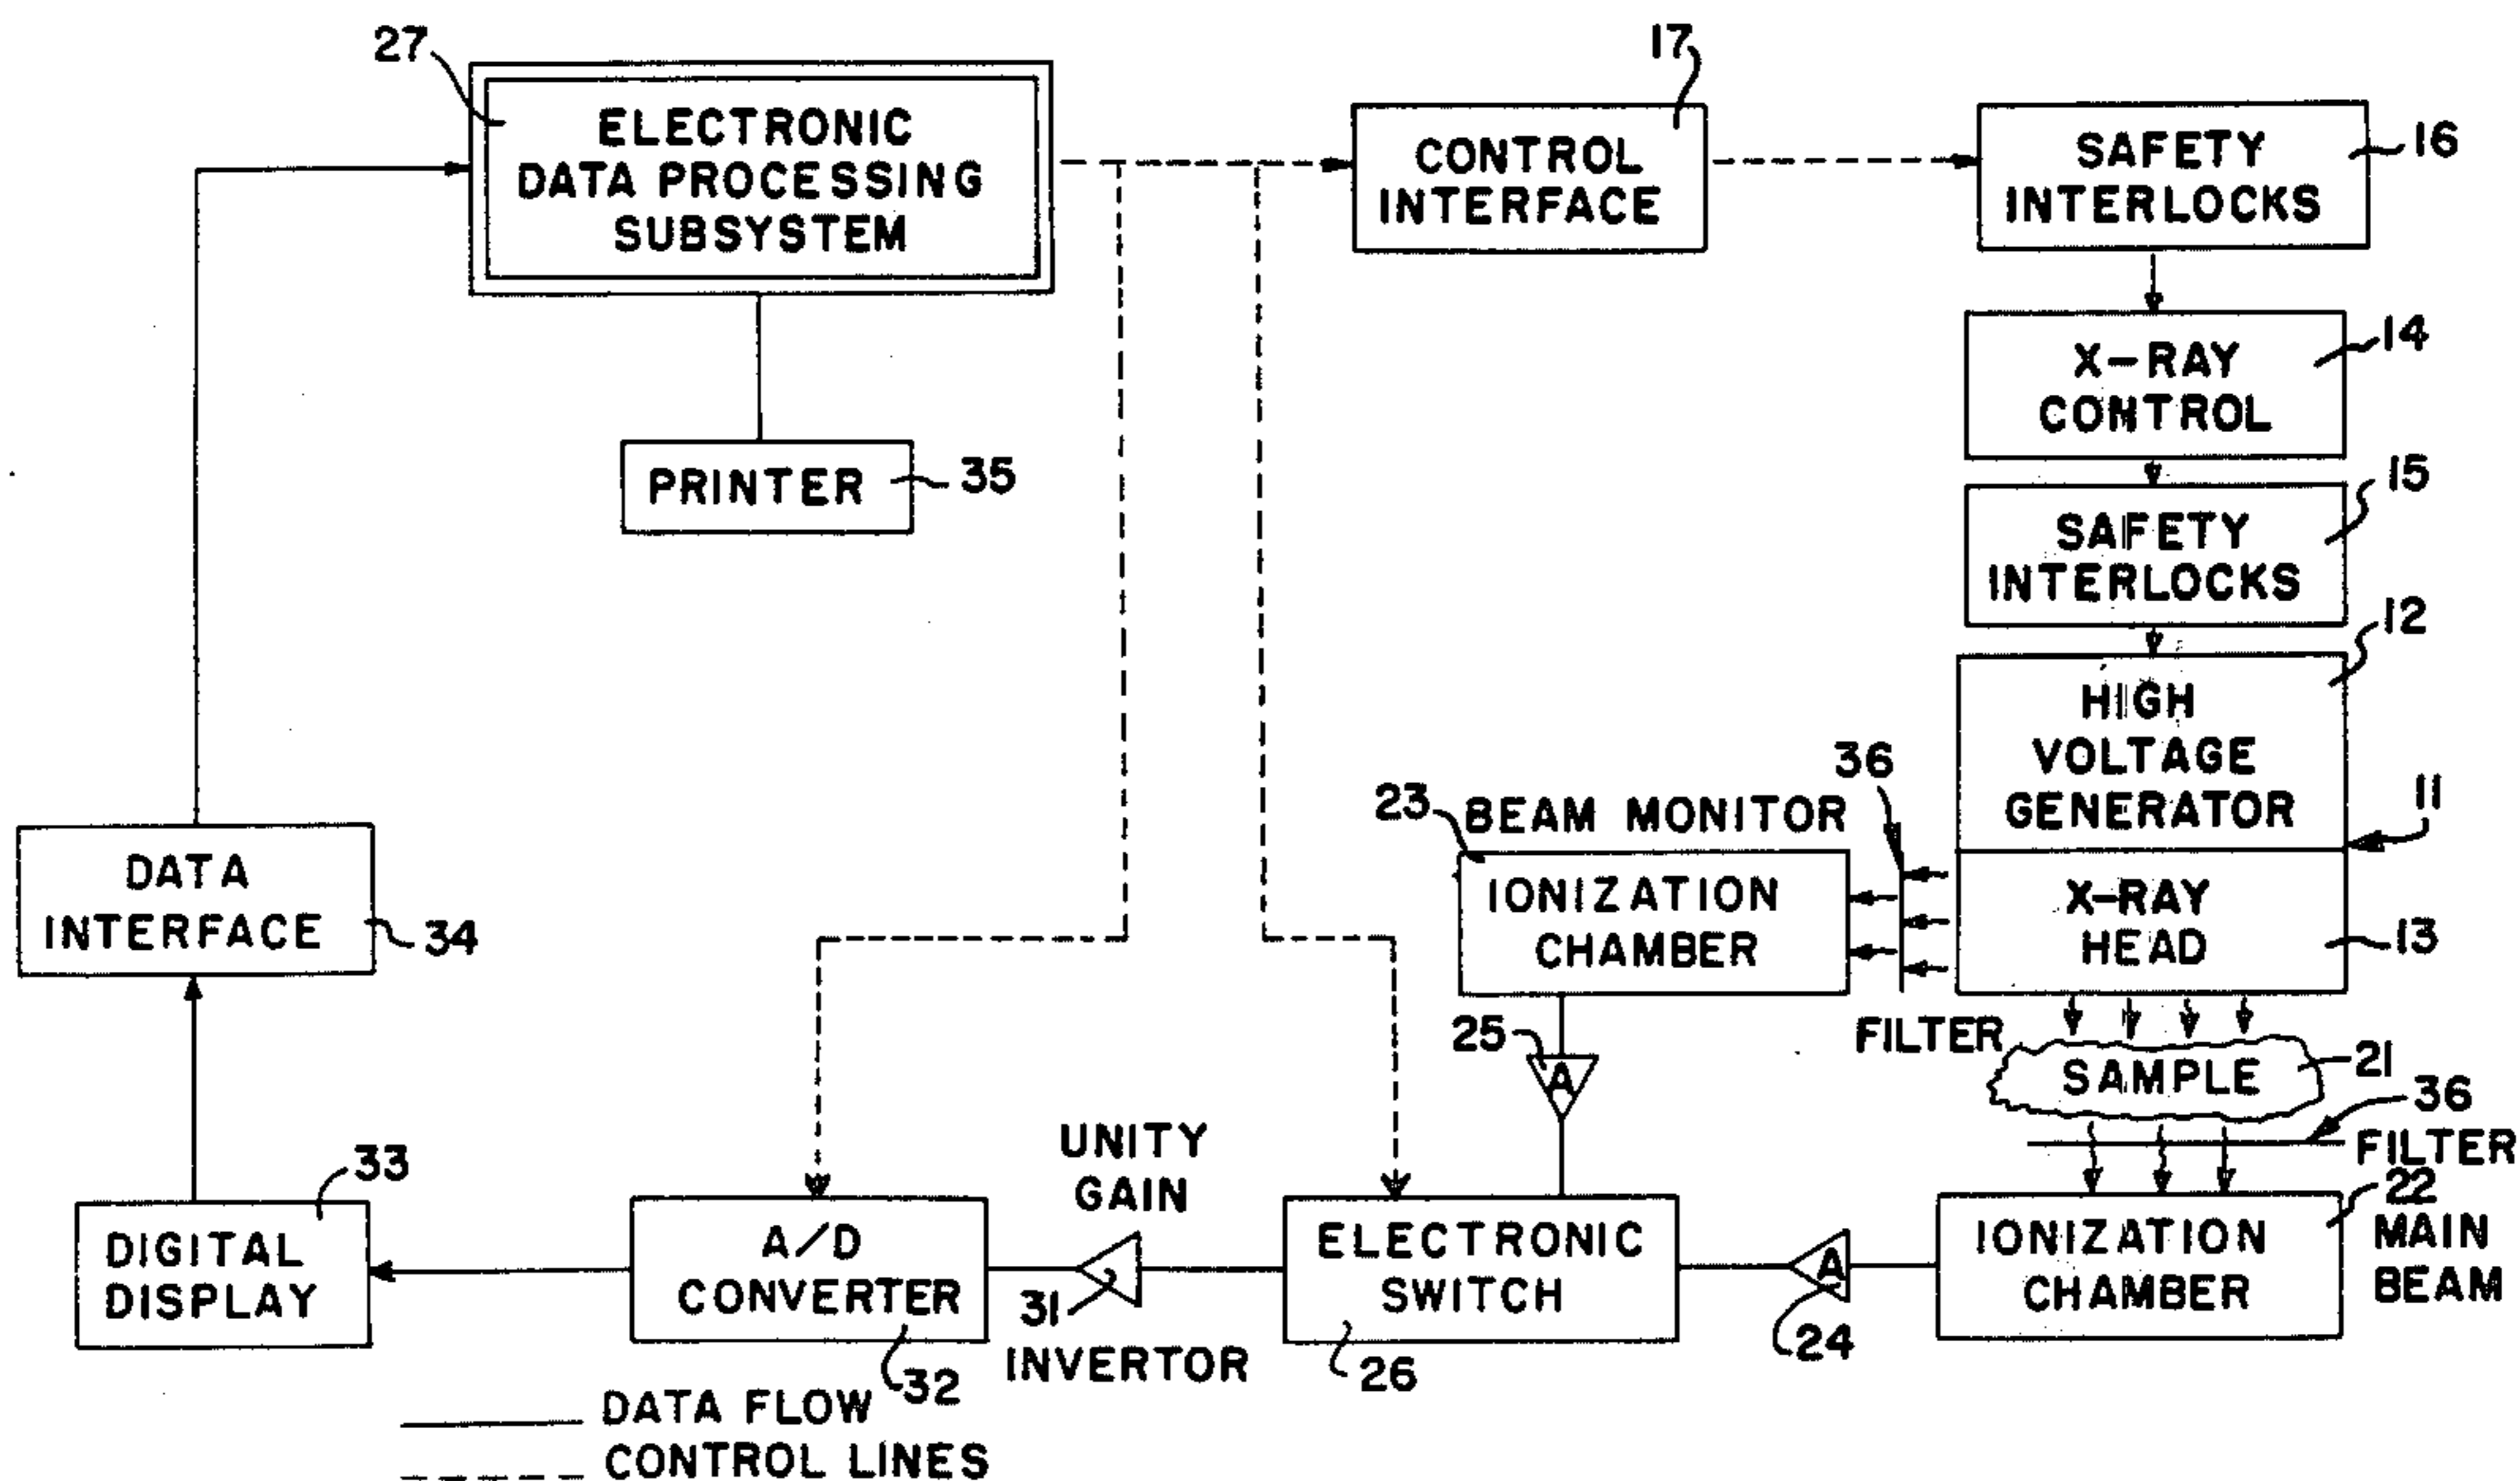 27
ELECTRONIC
DATA PROCESSING
SUBSYSTEM
17
CONTROL
INTERFACE
SAFETY
INTERLOCKS
16
X-RAY
CONTROL
14
PRINTER
35
SAFETY
INTERLOCKS
15
HIGH
VOLTAGE
GENERATOR
12
11
X-RAY
HEAD
13
36
23
BEAM MONITOR
IONIZATION
CHAMBER
DATA
INTERFACE
34
25
A
FILTER
SAMPLE
21
36
FILTER
33
DIGITAL
DISPLAY
A/D
CONVERTER
32
UNITY
GAIN
31
INVERTOR
ELECTRONIC
SWITCH
26
A
24
IONIZATION
CHAMBER
22
MAIN
BEAM
DATA FLOW
CONTROL LINES